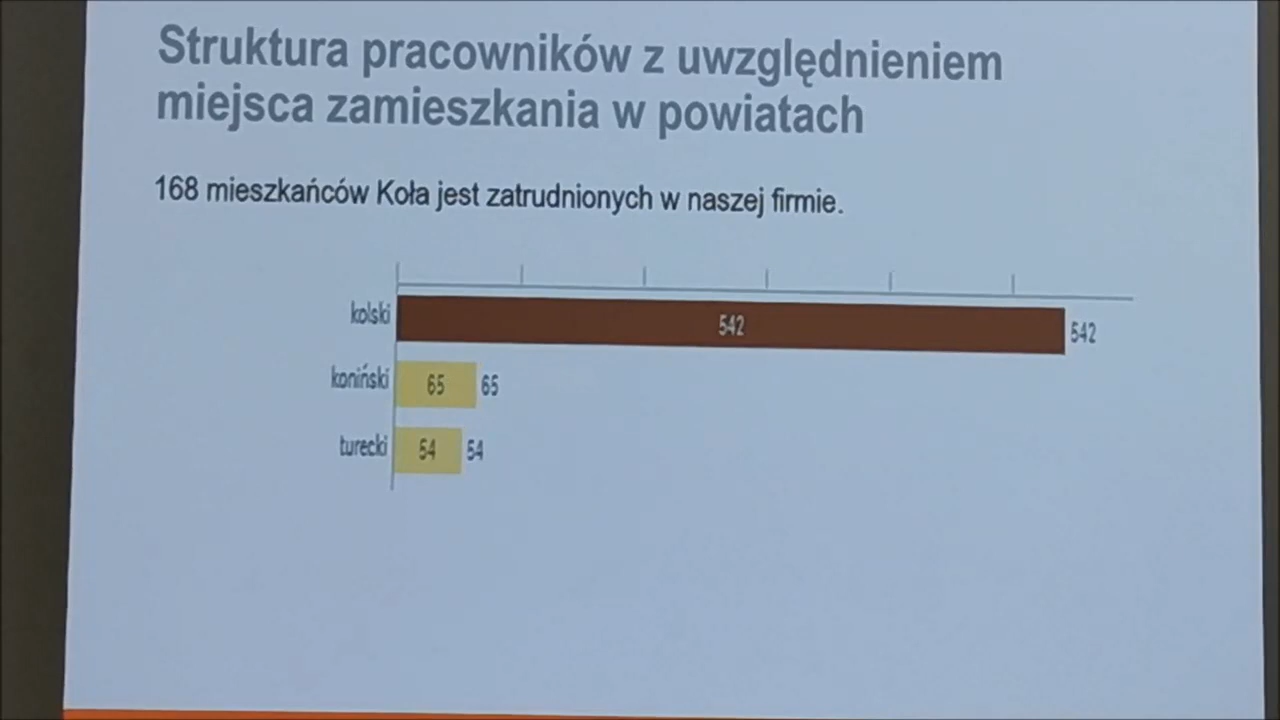 Struktura pracowników z uwzględnieniem
miejsca zamieszkania w powiatach
168 mieszkańców Koła jest zatrudnionych w naszej firmie.
kolski 542 542
koniński 65 65
turecki 54 54